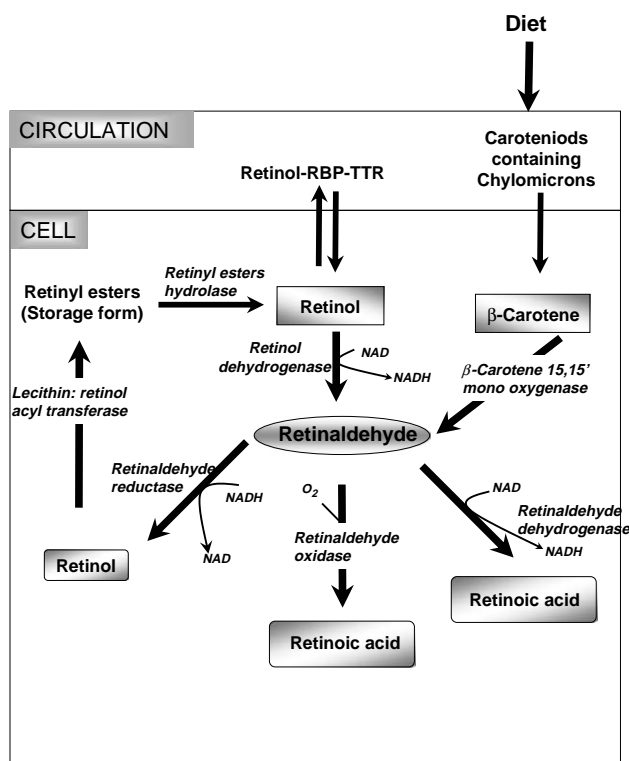 Diet
CIRCULATION
Caroteniods
containing
Chylomicrons
Retinol-RBP-TTR
CELL
Retinyl esters
hydrolase
Retinyl esters
(Storage form)
Retinol
β-Carotene
Retinol
dehydrogenase
NAD
NADH
β-Carotene 15,15’
mono oxygenase
Lecithin: retinol
acyl transferase
Retinaldehyde
Retinaldehyde
reductase
NADH
NAD
O2
Retinaldehyde
oxidase
NAD
Retinaldehyde
dehydrogenase
NADH
Retinol
Retinoic acid
Retinoic acid